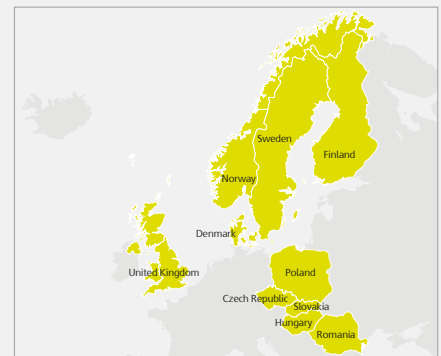 Sweden
Finland
Norway
Denmark
United Kingdom
Poland
Czech Republic
Slovakia
Hungary
Romania